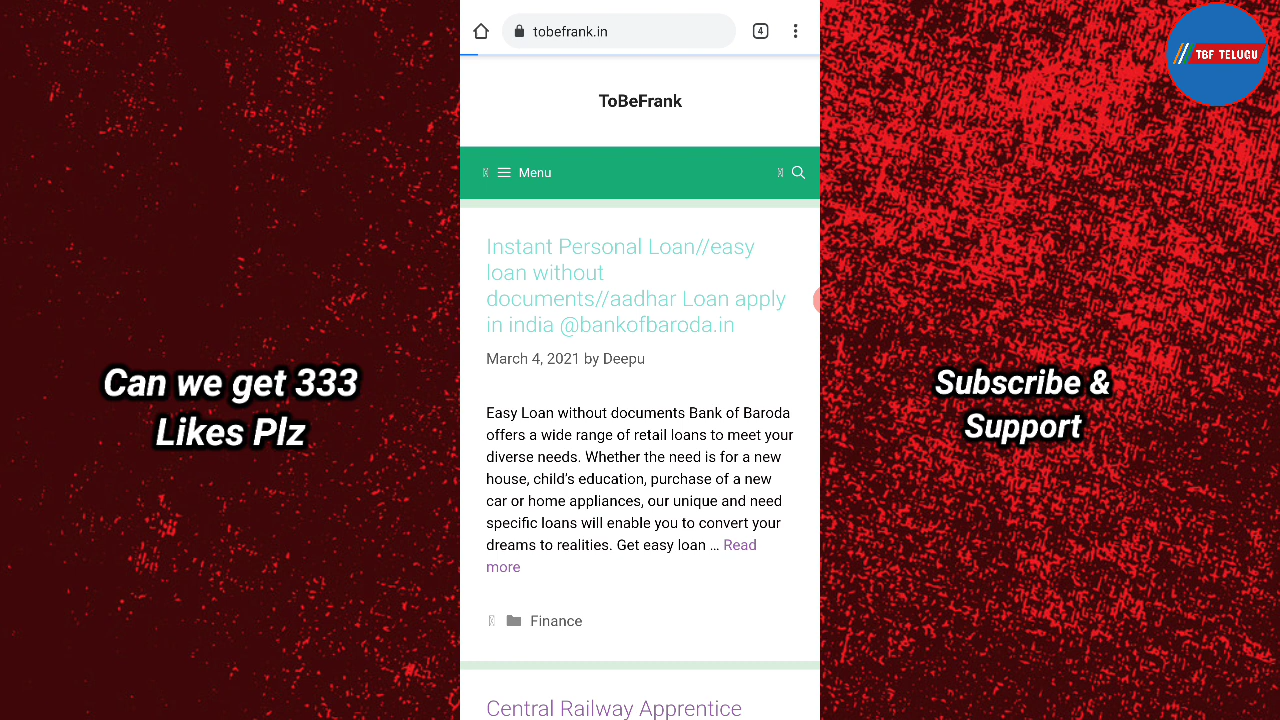 tobefrank.in
4
TBF TELUGU
ToBeFrank
Menu
Instant Personal Loan//easy
loan without
documents//aadhar Loan apply
in india @bankofbaroda.in
March 4, 2021 by Deepu
Can we get 333
Likes Plz
Subscribe &
Support
Easy Loan without documents Bank of Baroda
offers a wide range of retail loans to meet your
diverse needs. Whether the need is for a new
house, child's education, purchase of a new
car or home appliances, our unique and need
specific loans will enable you to convert your
dreams to realities. Get easy loan … Read
more
Finance
Central Railway Apprentice